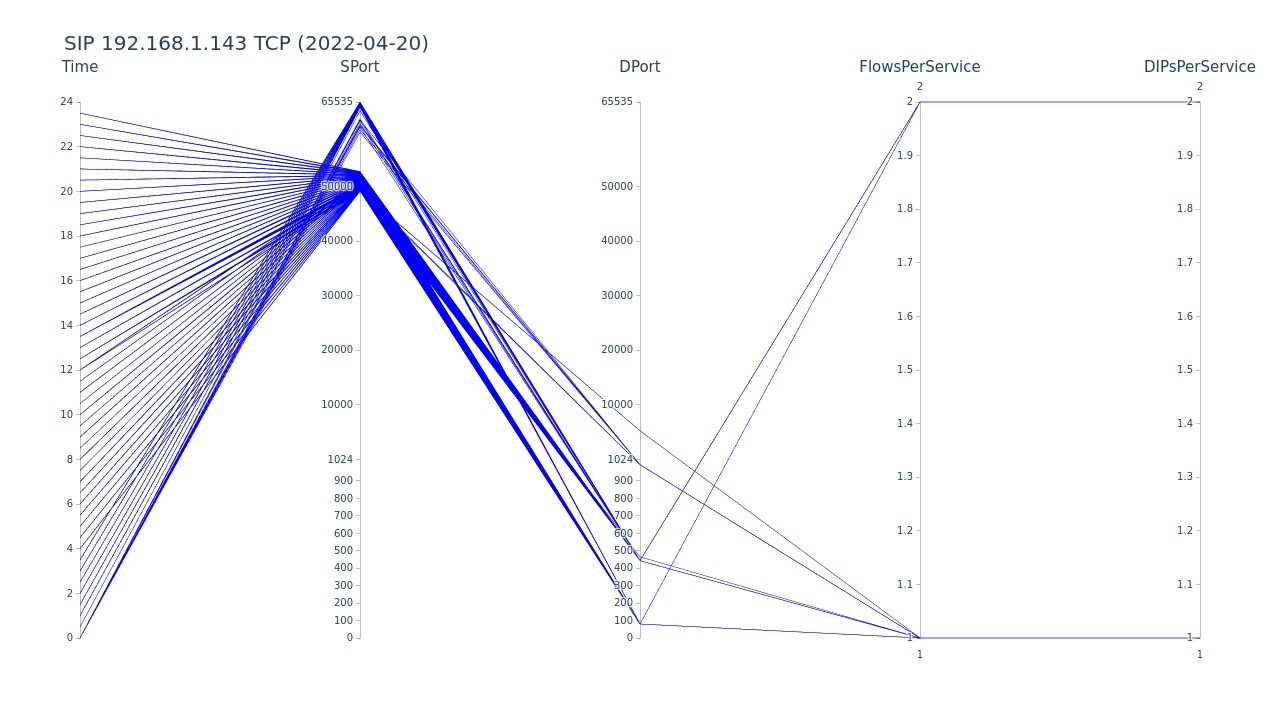 SIP 192.168.1.143 TCP (2022-04-20)
Time SPort DPort FlowsPerService DIPsPerService
2 2
24 65535 65535 2 2
22
20 50000 50000 1.9 1.9
18 40000 40000 1.8 1.8
16 30000 30000 1.7 1.7
14 20000 20000 1.6 1.6
12 10000 10000 1.5 1.5
10 1024 1024 1.4 1.4
8 900 900 1.3 1.3
6 800 800 1.2 1.2
4 700 700 1.1 1.1
2 600 600
500 500
400 400
300 300
200 200
100 100
0 0 0 1 1
1 1